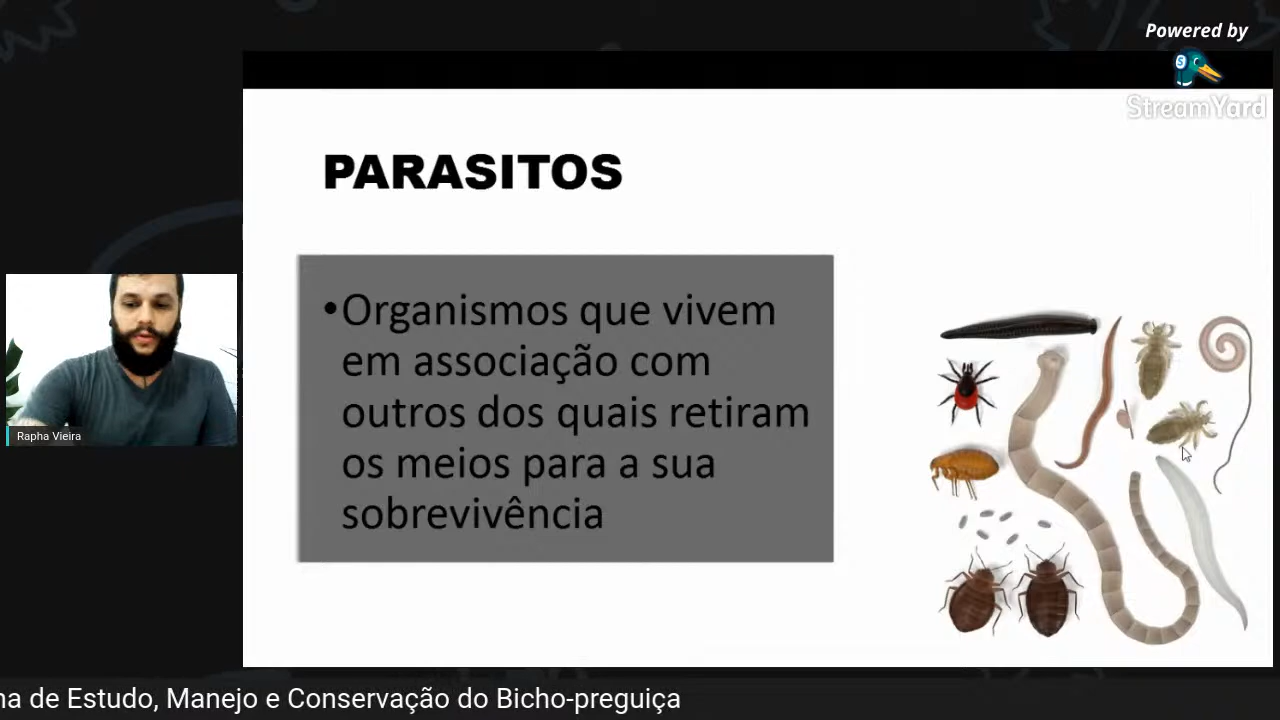 Powered by
StreamYard
PARASITOS
•Organismos que vivem
em associação com
outros dos quais retiram
os meios para a sua
sobrevivência
Rapha Vieira
de Estudo, Manejo e Conservação do Bicho-preguiça